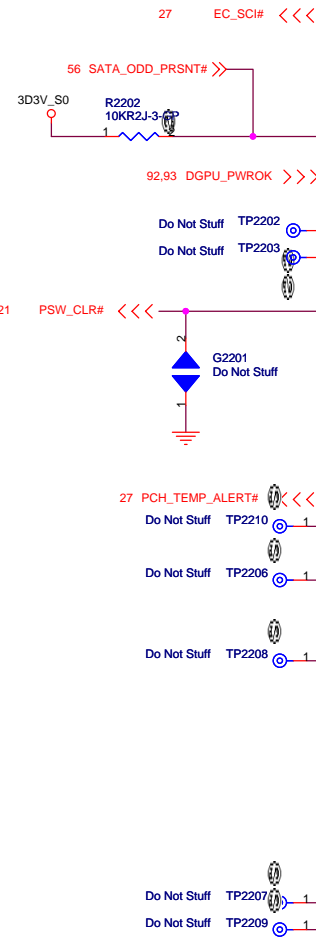 27 EC_SCI#
56 SATA_ODD_PRSNT#
3D3V_S0
R2202
10KR2J-3-GP
1 2
92,93 DGPU_PWROK
Do Not Stuff TP2202
Do Not Stuff TP2203
21 PSW_CLR#
2
G2201
Do Not Stuff
1
27 PCH_TEMP_ALERT#
Do Not Stuff TP2210 1
Do Not Stuff TP2206 1
Do Not Stuff TP2208 1
Do Not Stuff TP2207 1
Do Not Stuff TP2209 1